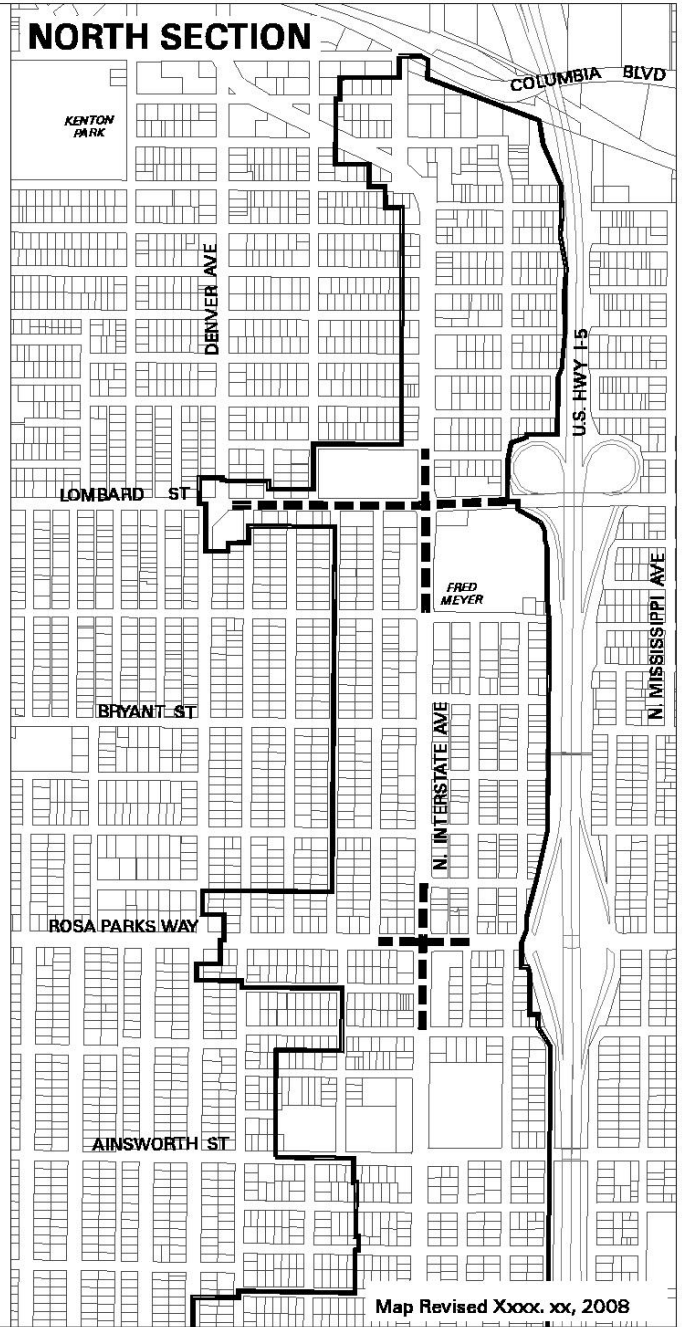 NORTH SECTION
COLUMBIA BLVD
KENTON
PARK
DENVER AVE
U.S. HWY I-5
LOMBARD ST
FRED
MEYER
N. MISSISSIPPI AVE
BRYANT ST
N. INTERSTATE AVE
ROSA PARKS WAY
AINSWORTH ST
Map Revised Xxxx. xx, 2008